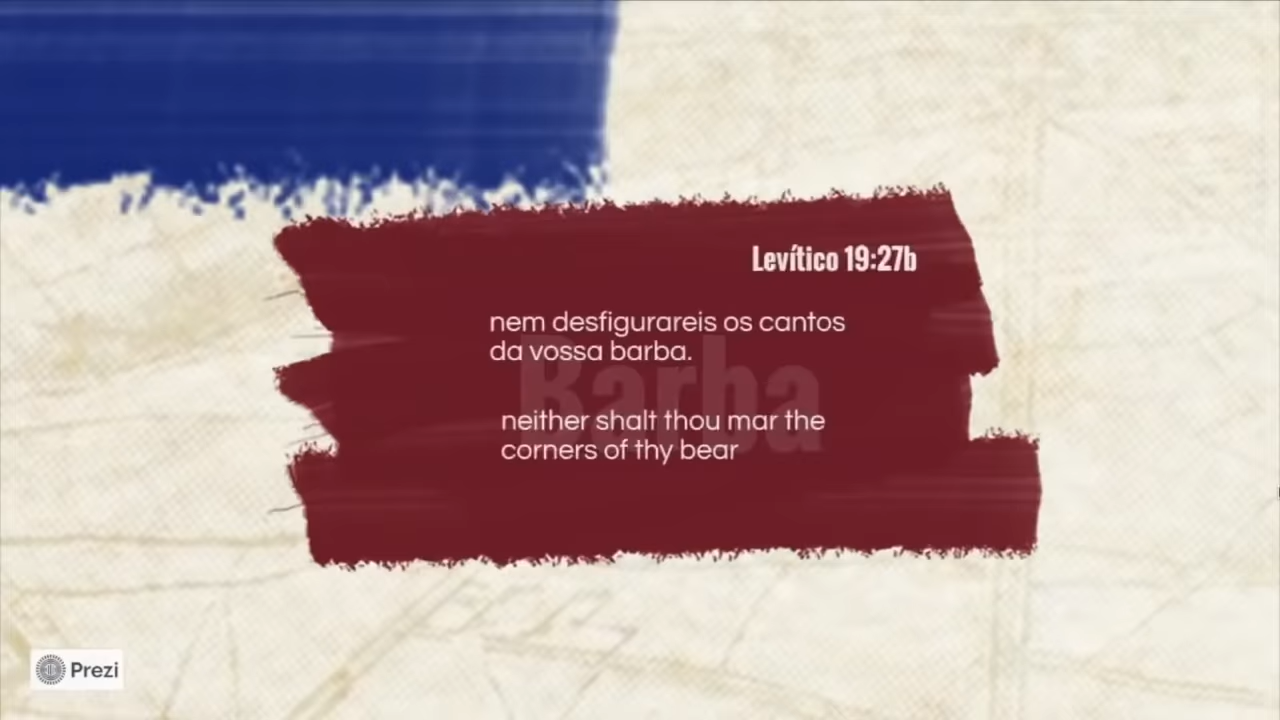 Levítico 19:27b
nem desfigurareis os cantos
da vossa barba.
Barba
neither shalt thou mar the
corners of thy bear
Prezi